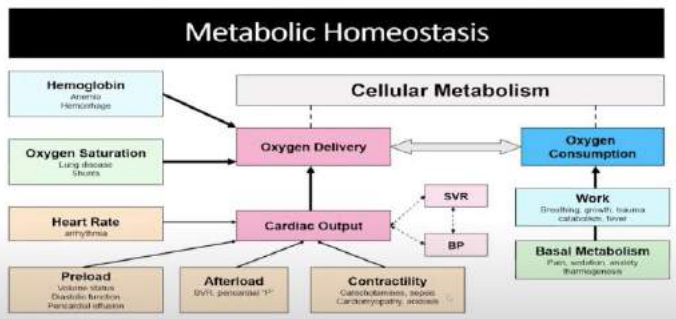 Metabolic Homeostasis
Hemoglobin
Anemia
Hemorrhage
Cellular Metabolism
Oxygen Saturation
Lung disease
Shunts
Oxygen Delivery
Oxygen
Consumption
Heart Rate
arrhythmia
Cardiac Output
SVR
BP
Work
Breathing, growth, trauma
catabolism, fever
Basal Metabolism
Pain, sedation, anxiety
thermogenesis
Preload
Volume status
Diastolic function
Pericardial effusion
Afterload
SVR, pericardial
Contractility
Catecholamines, sepsis
Cardiomyopathy, acidosis